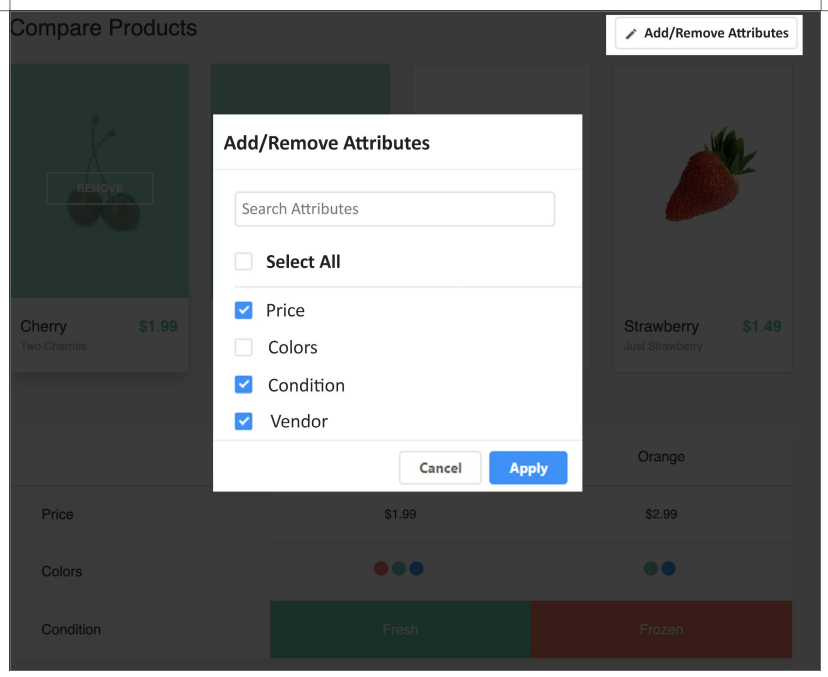 Compare Products
Add/Remove Attributes
REMOVE
Cherry $1.99
Two Cherries
Strawberry $1.49
Just Strawberry
Add/Remove Attributes
Search Attributes
Select All
Price
Colors
Condition
Vendor
Cancel Apply
Orange
Price $1.99 $2.99
Colors
Condition Fresh Frozen